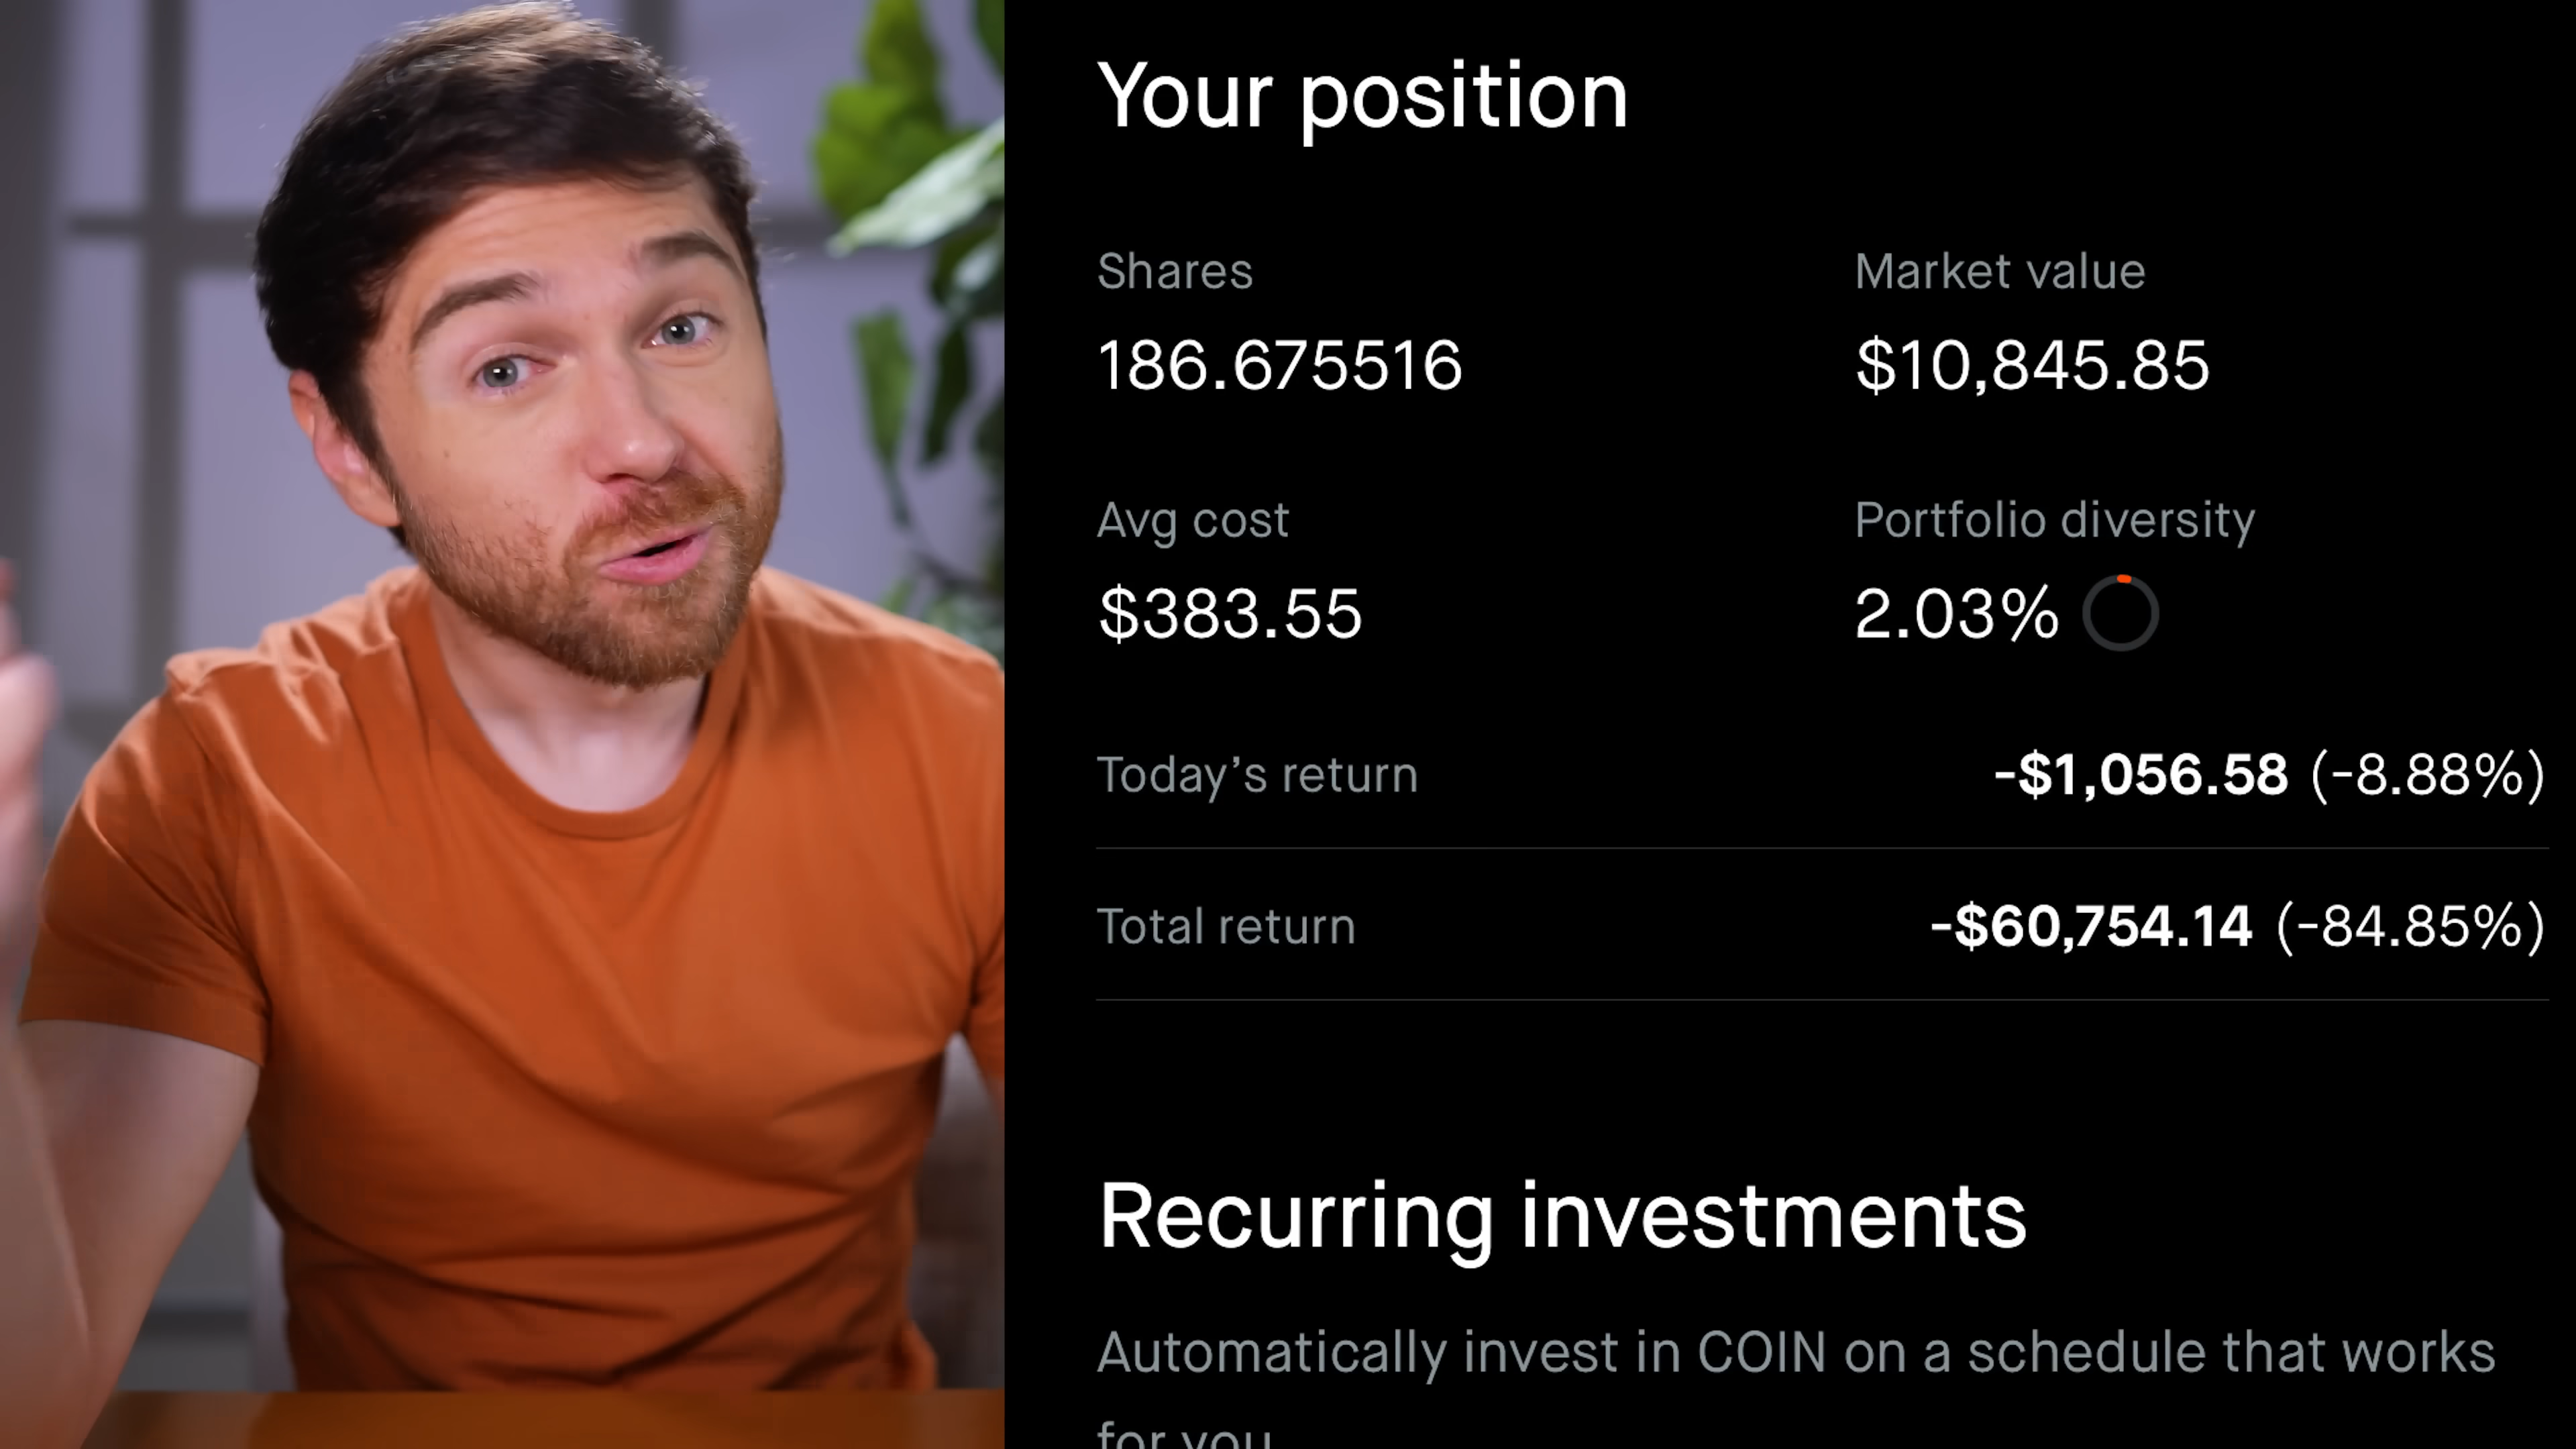 Your position
Shares
Market value
186.675516
$10,845.85
Avg cost
Portfolio diversity
$383.55
2.03%
Today’s return
-$1,056.58 (-8.88%)
Total return
-$60,754.14 (-84.85%)
Recurring investments
Automatically invest in COIN on a schedule that works
for you